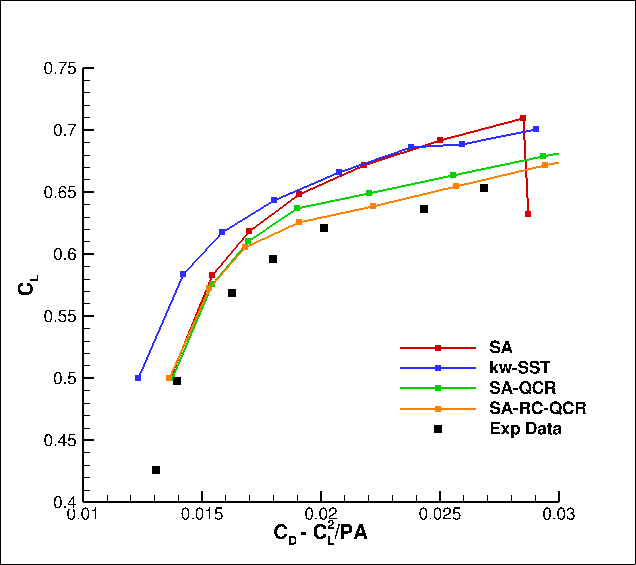 0.75
0.7
0.65
0.6
0.55
0.5
0.45
0.4
C_L
SA
kw-SST
SA-QCR
SA-RC-QCR
Exp Data
0.01 0.015 0.02 0.025 0.03
C_D - C_L^2/PA